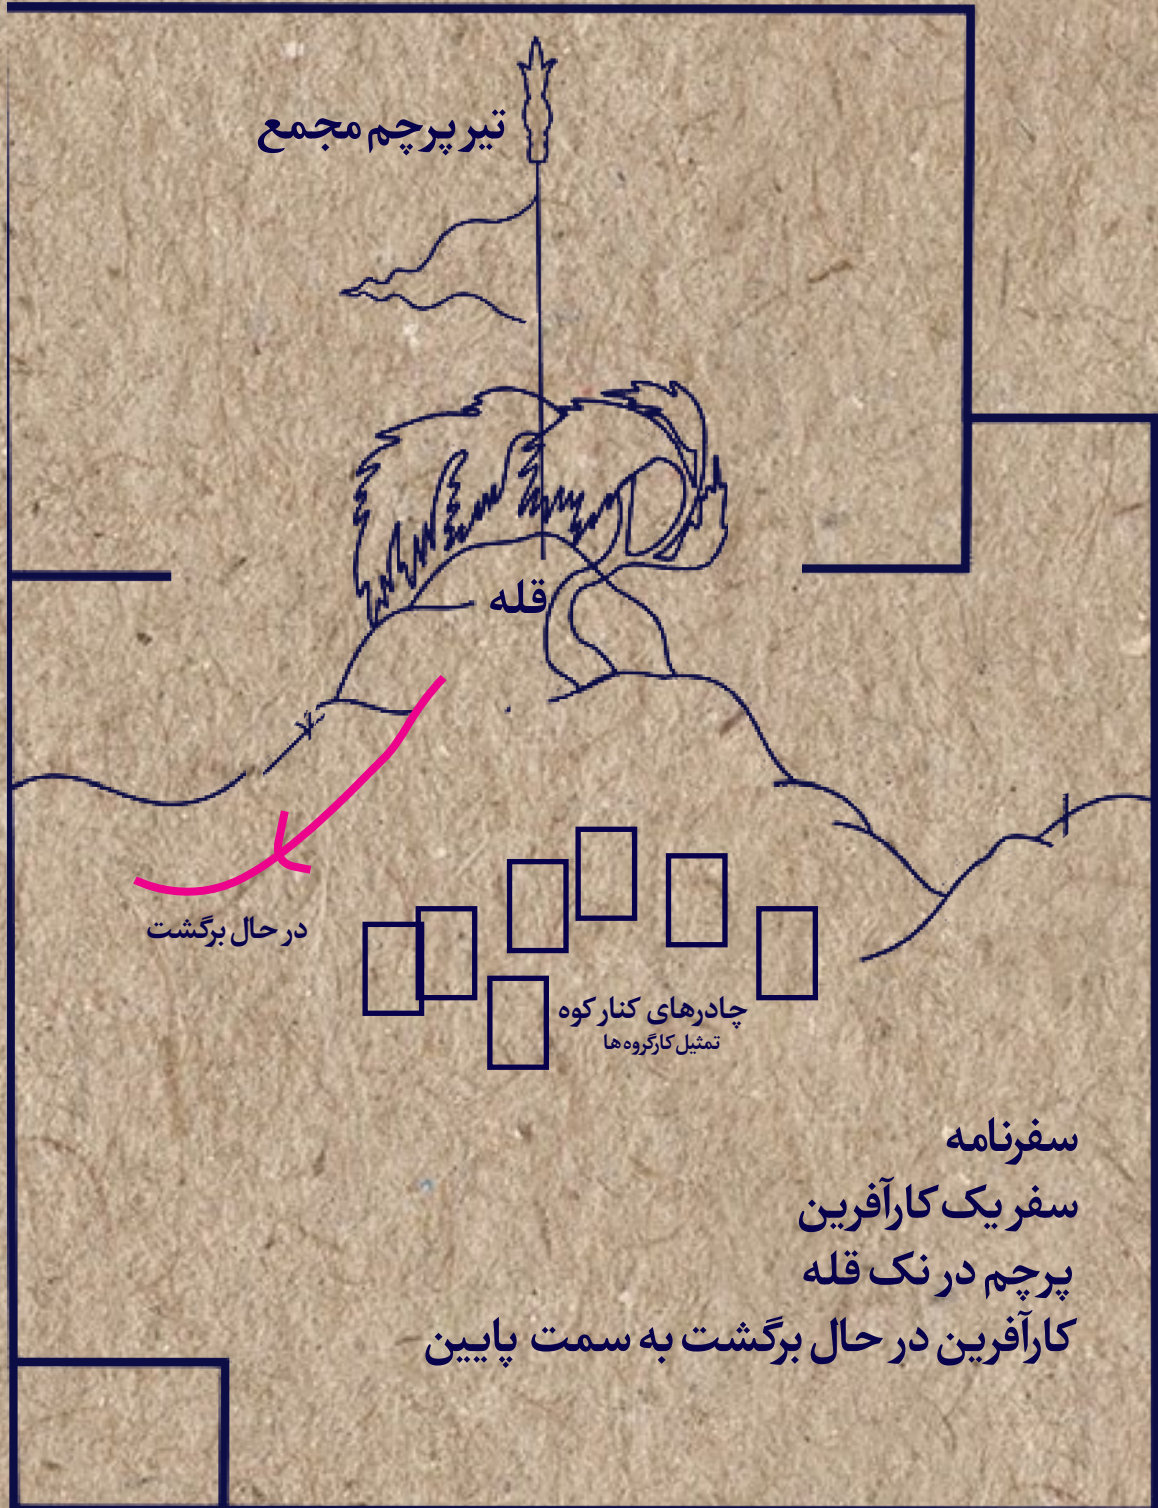 تیر پرچم مجمع
قله
در حال برگشت
چادرهای کنار کوه
تمثیل کارگروه‌ها
سفرنامه
سفر یک کارآفرین
پرچم در نک قله
کارآفرین در حال برگشت به سمت پایین